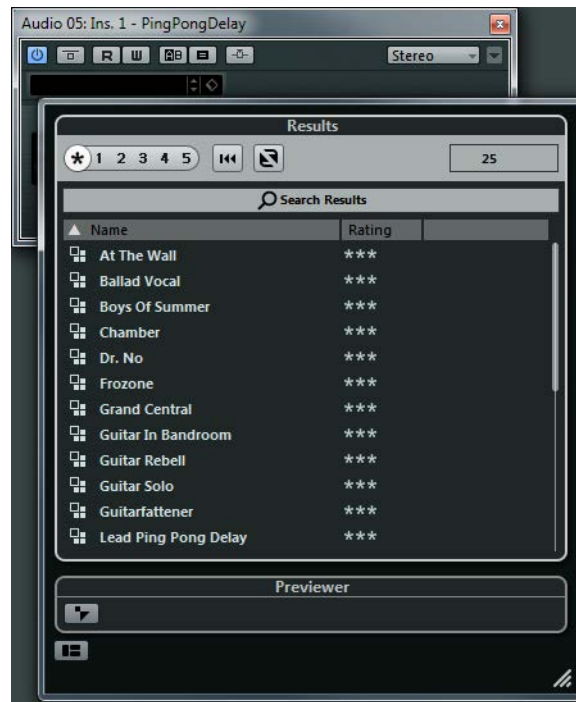 Audio 05: Ins. 1 - PingPongDelay
R W Stereo
Results
* 1 2 3 4 5 25
Search Results
Name Rating
At The Wall ***
Ballad Vocal ***
Boys Of Summer ***
Chamber ***
Dr. No ***
Frozone ***
Grand Central ***
Guitar In Bandroom ***
Guitar Rebell ***
Guitar Solo ***
Guitarfattener ***
Lead Ping Pong Delay ***
Previewer